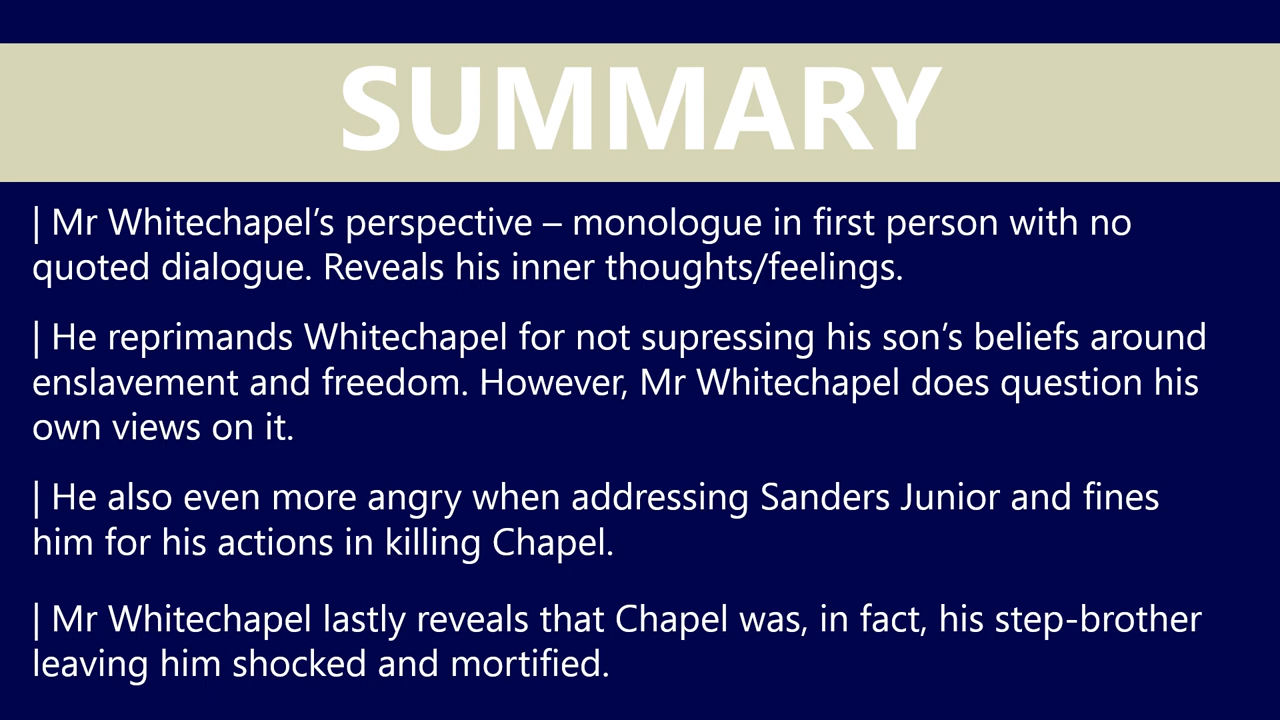 SUMMARY
| Mr Whitechapel’s perspective – monologue in first person with no
quoted dialogue. Reveals his inner thoughts/feelings.
| He reprimands Whitechapel for not supressing his son’s beliefs around
enslavement and freedom. However, Mr Whitechapel does question his
own views on it.
| He also even more angry when addressing Sanders Junior and fines
him for his actions in killing Chapel.
| Mr Whitechapel lastly reveals that Chapel was, in fact, his step-brother
leaving him shocked and mortified.